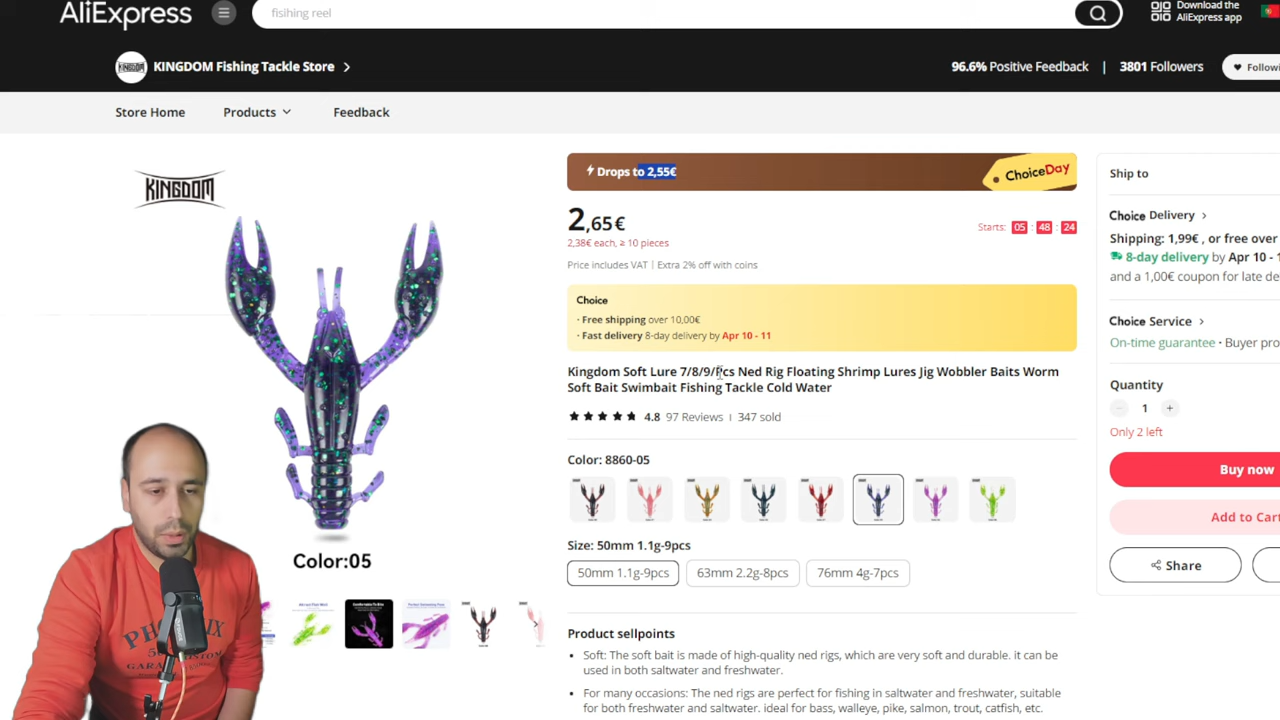 AliExpress
fisihing reel
Download the
AliExpress app
KINGDOM
KINGDOM Fishing Tackle Store
96.6% Positive Feedback | 3801 Followers
Followi
Store Home
Products
Feedback
KINGDOM
Color:05
Drops to 2,55€
ChoiceDay
2,65€
Starts: 05 : 48 : 24
2,38€ each, ≥ 10 pieces
Price includes VAT | Extra 2% off with coins
Choice
· Free shipping over 10,00€
· Fast delivery 8-day delivery by Apr 10 - 11
Kingdom Soft Lure 7/8/9/Pcs Ned Rig Floating Shrimp Lures Jig Wobbler Baits Worm
Soft Bait Swimbait Fishing Tackle Cold Water
4.8 97 Reviews | 347 sold
Color: 8860-05
Size: 50mm 1.1g-9pcs
50mm 1.1g-9pcs
63mm 2.2g-8pcs
76mm 4g-7pcs
Product sellpoints
• Soft: The soft bait is made of high-quality ned rigs, which are very soft and durable. it can be
used in both saltwater and freshwater.
• For many occasions: The ned rigs are perfect for fishing in saltwater and freshwater, suitable
for both freshwater and saltwater. ideal for bass, walleye, pike, salmon, trout, catfish, etc.
Ship to
Choice Delivery
Shipping: 1,99€ , or free over
8-day delivery by Apr 10 - 1
and a 1,00€ coupon for late de
Choice Service
On-time guarantee · Buyer pro
Quantity
1
Only 2 left
Buy now
Add to Cart
Share